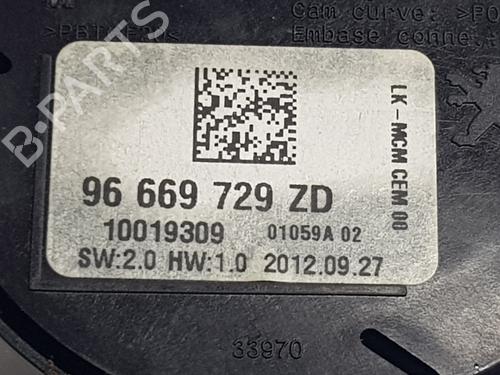 Cam curve: >PO
Embase conne
B-PARTS
LK - MCM CEM 00
96 669 729 ZD
10019309 01059A 02
SW:2.0 HW:1.0 2012.09.27
33970